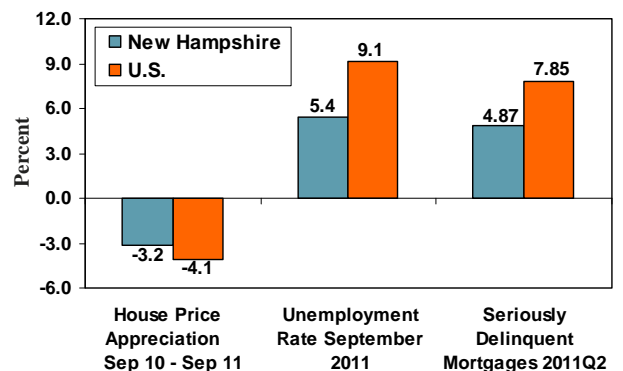 12.0
9.0
6.0
3.0
0.0
-3.0
-6.0
Percent
New Hampshire
U.S.
-3.2
-4.1
5.4
9.1
4.87
7.85
House Price
Appreciation
Sep 10 - Sep 11
Unemployment
Rate September
2011
Seriously
Delinquent
Mortgages 2011Q2